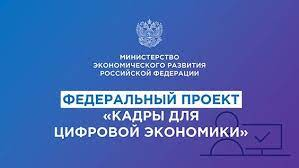 МИНИСТЕРСТВО
ЭКОНОМИЧЕСКОГО РАЗВИТИЯ
РОССИЙСКОЙ ФЕДЕРАЦИИ
ФЕДЕРАЛЬНЫЙ ПРОЕКТ
«КАДРЫ ДЛЯ
ЦИФРОВОЙ ЭКОНОМИКИ»